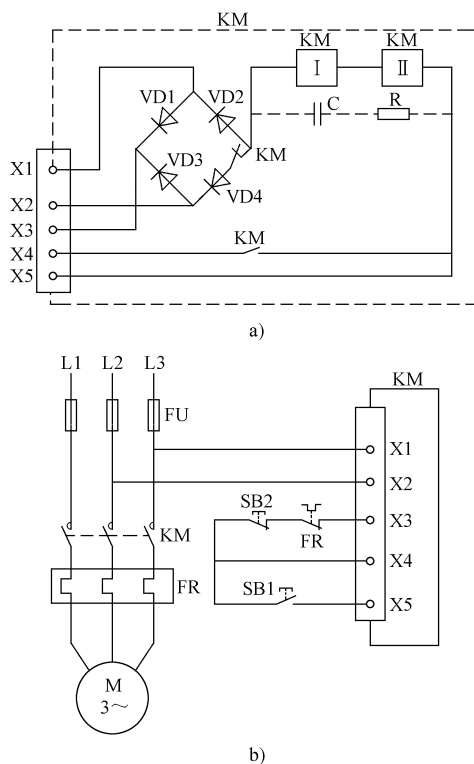 KM
KM KM
I II
VD1 VD2
C R
VD3 KM
VD4
X1
X2
X3
X4 KM
X5
a)
L1 L2 L3
FU
KM
X1
X2
SB2
X3
FR
KM
X4
FR
SB1
X5
M
3～
b)